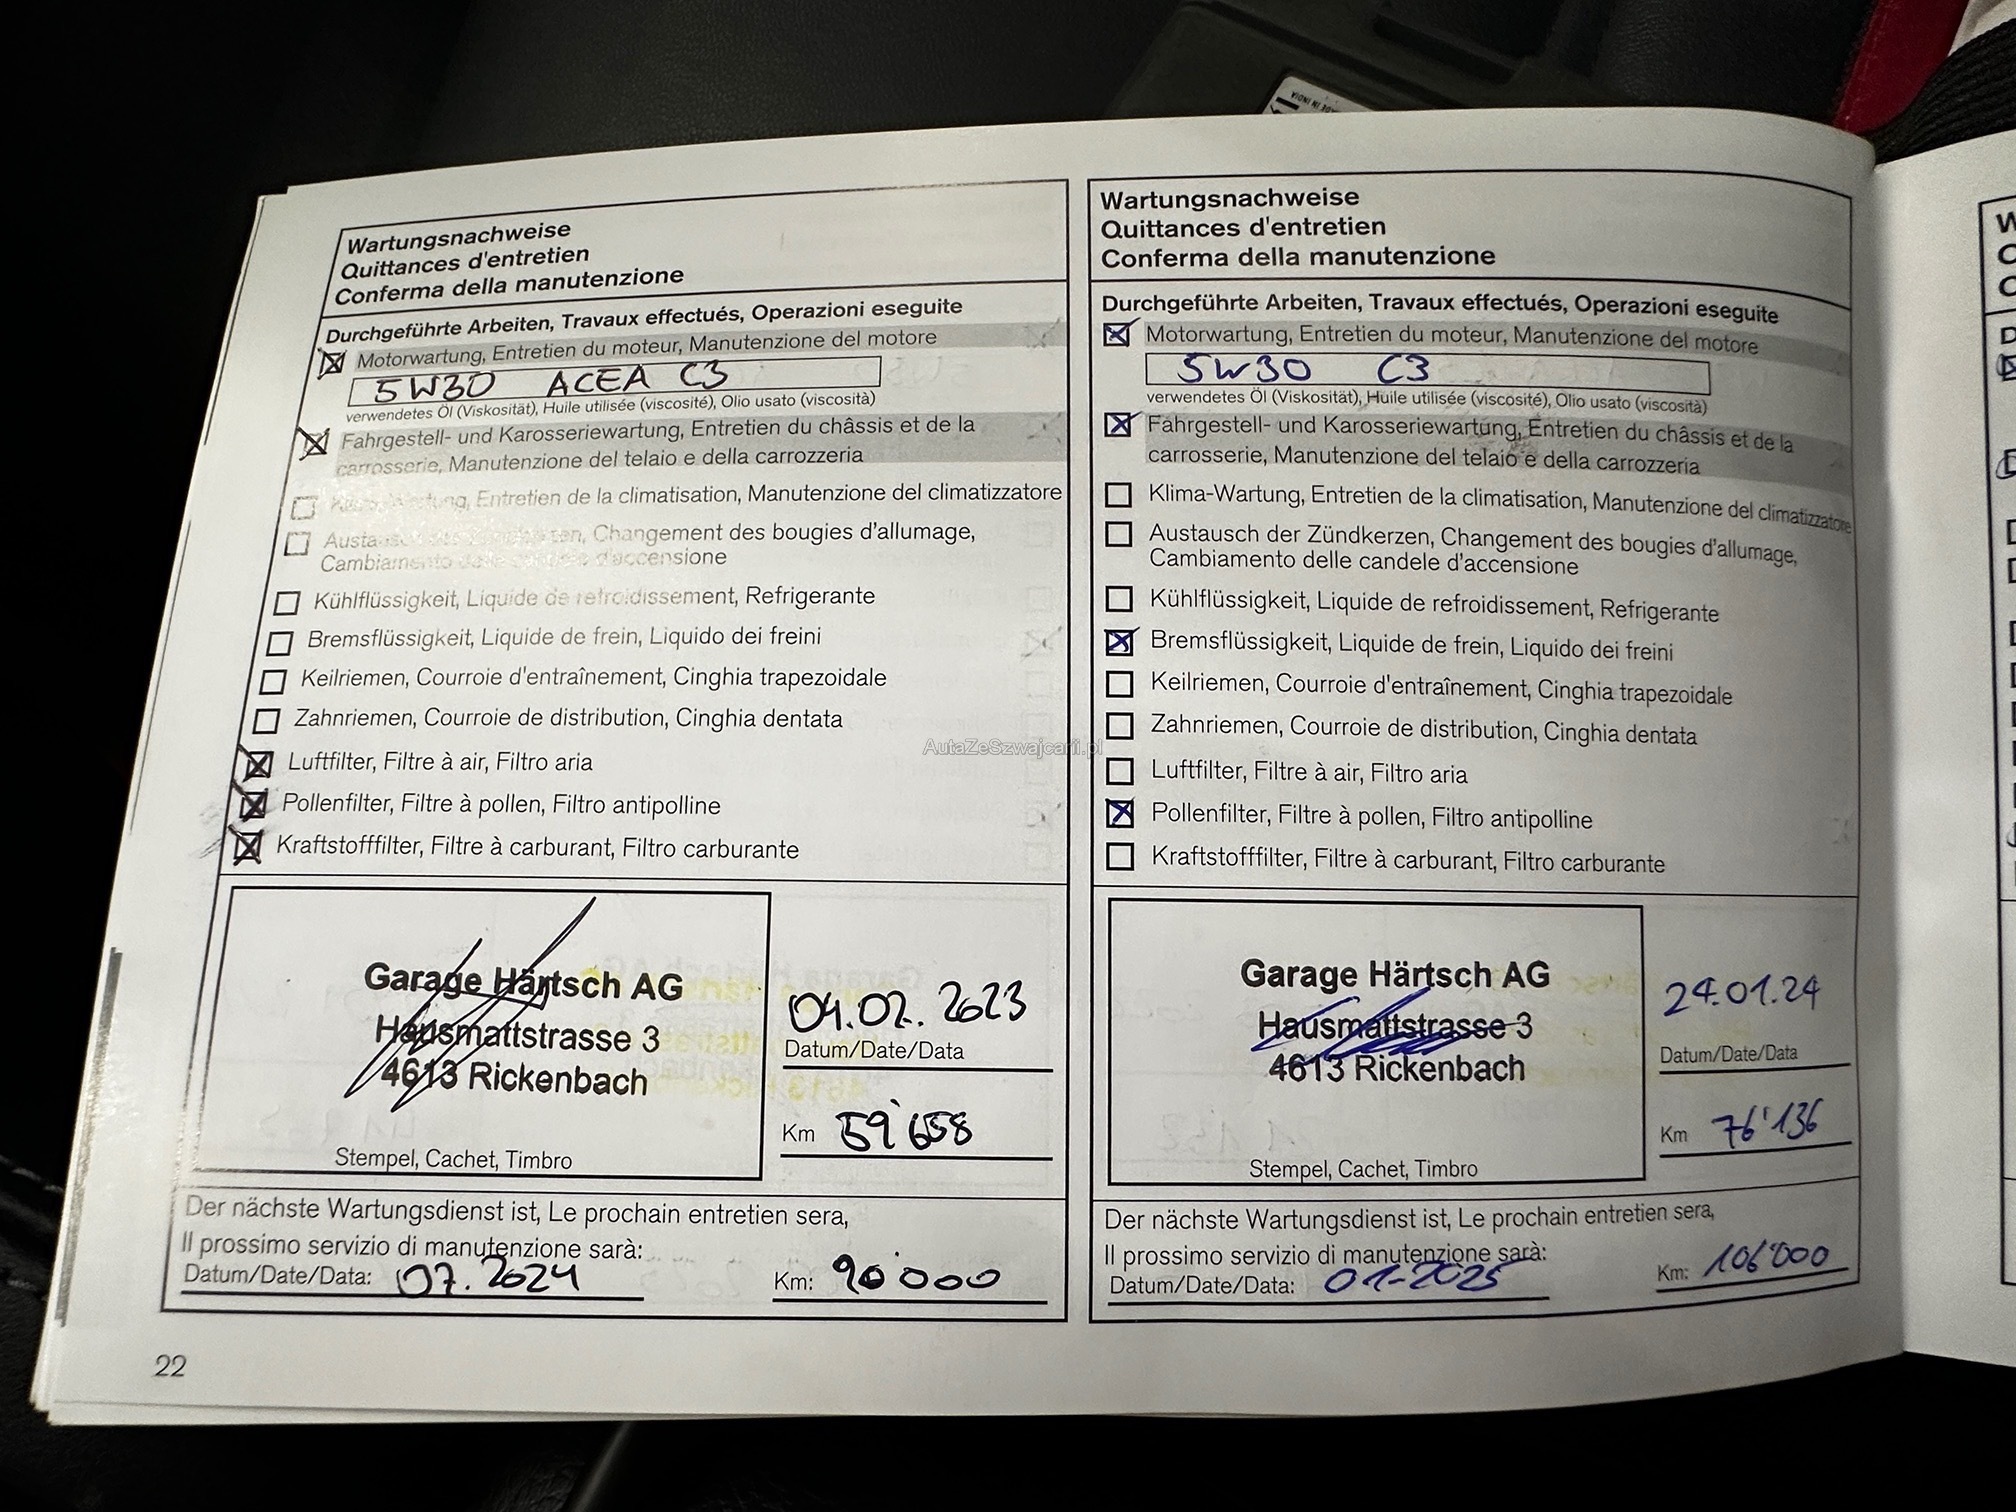 MADE IN INDIA
Wartungsnachweise
Quittances d'entretien
Conferma della manutenzione
Durchgeführte Arbeiten, Travaux effectués, Operazioni eseguite
Motorwartung, Entretien du moteur, Manutenzione del motore
5W30 ACEA C3
verwendetes Öl (Viskosität), Huile utilisée (viscosité), Olio usato (viscosità)
Fahrgestell- und Karosseriewartung, Entretien du châssis et de la
carrosserie, Manutenzione del telaio e della carrozzeria
Klima-Wartung, Entretien de la climatisation, Manutenzione del climatizzatore
Austausch der Zündkerzen, Changement des bougies d'allumage,
Cambiamento delle candele d'accensione
Kühlflüssigkeit, Liquide de refroidissement, Refrigerante
Bremsflüssigkeit, Liquide de frein, Liquido dei freini
Keilriemen, Courroie d'entraînement, Cinghia trapezoidale
Zahnriemen, Courroie de distribution, Cinghia dentata
Luftfilter, Filtre à air, Filtro aria
Pollenfilter, Filtre à pollen, Filtro antipolline
Kraftstofffilter, Filtre à carburant, Filtro carburante
Garage Härtsch AG
Hausmattstrasse 3
4613 Rickenbach
Stempel, Cachet, Timbro
Datum/Date/Data
Km 59'658
Der nächste Wartungsdienst ist, Le prochain entretien sera,
Il prossimo servizio di manutenzione sarà:
Datum/Date/Data: 07.2024
Km: 90'000
22
Wartungsnachweise
Quittances d'entretien
Conferma della manutenzione
Durchgeführte Arbeiten, Travaux effectués, Operazioni eseguite
Motorwartung, Entretien du moteur, Manutenzione del motore
5W30 C3
verwendetes Öl (Viskosität), Huile utilisée (viscosité), Olio usato (viscosità)
Fahrgestell- und Karosseriewartung, Entretien du châssis et de la
carrosserie, Manutenzione del telaio e della carrozzeria
Klima-Wartung, Entretien de la climatisation, Manutenzione del climatizzatore
Austausch der Zündkerzen, Changement des bougies d'allumage,
Cambiamento delle candele d'accensione
Kühlflüssigkeit, Liquide de refroidissement, Refrigerante
Bremsflüssigkeit, Liquide de frein, Liquido dei freini
Keilriemen, Courroie d'entraînement, Cinghia trapezoidale
Zahnriemen, Courroie de distribution, Cinghia dentata
Luftfilter, Filtre à air, Filtro aria
Pollenfilter, Filtre à pollen, Filtro antipolline
Kraftstofffilter, Filtre à carburant, Filtro carburante
Garage Härtsch AG
Hausmattstrasse 3
4613 Rickenbach
Stempel, Cachet, Timbro
24.01.24
Datum/Date/Data
Km 76'136
Der nächste Wartungsdienst ist, Le prochain entretien sera,
Il prossimo servizio di manutenzione sarà:
Datum/Date/Data: 01-2025
Km: 106'000
AutaZeSzwajcarii.pl